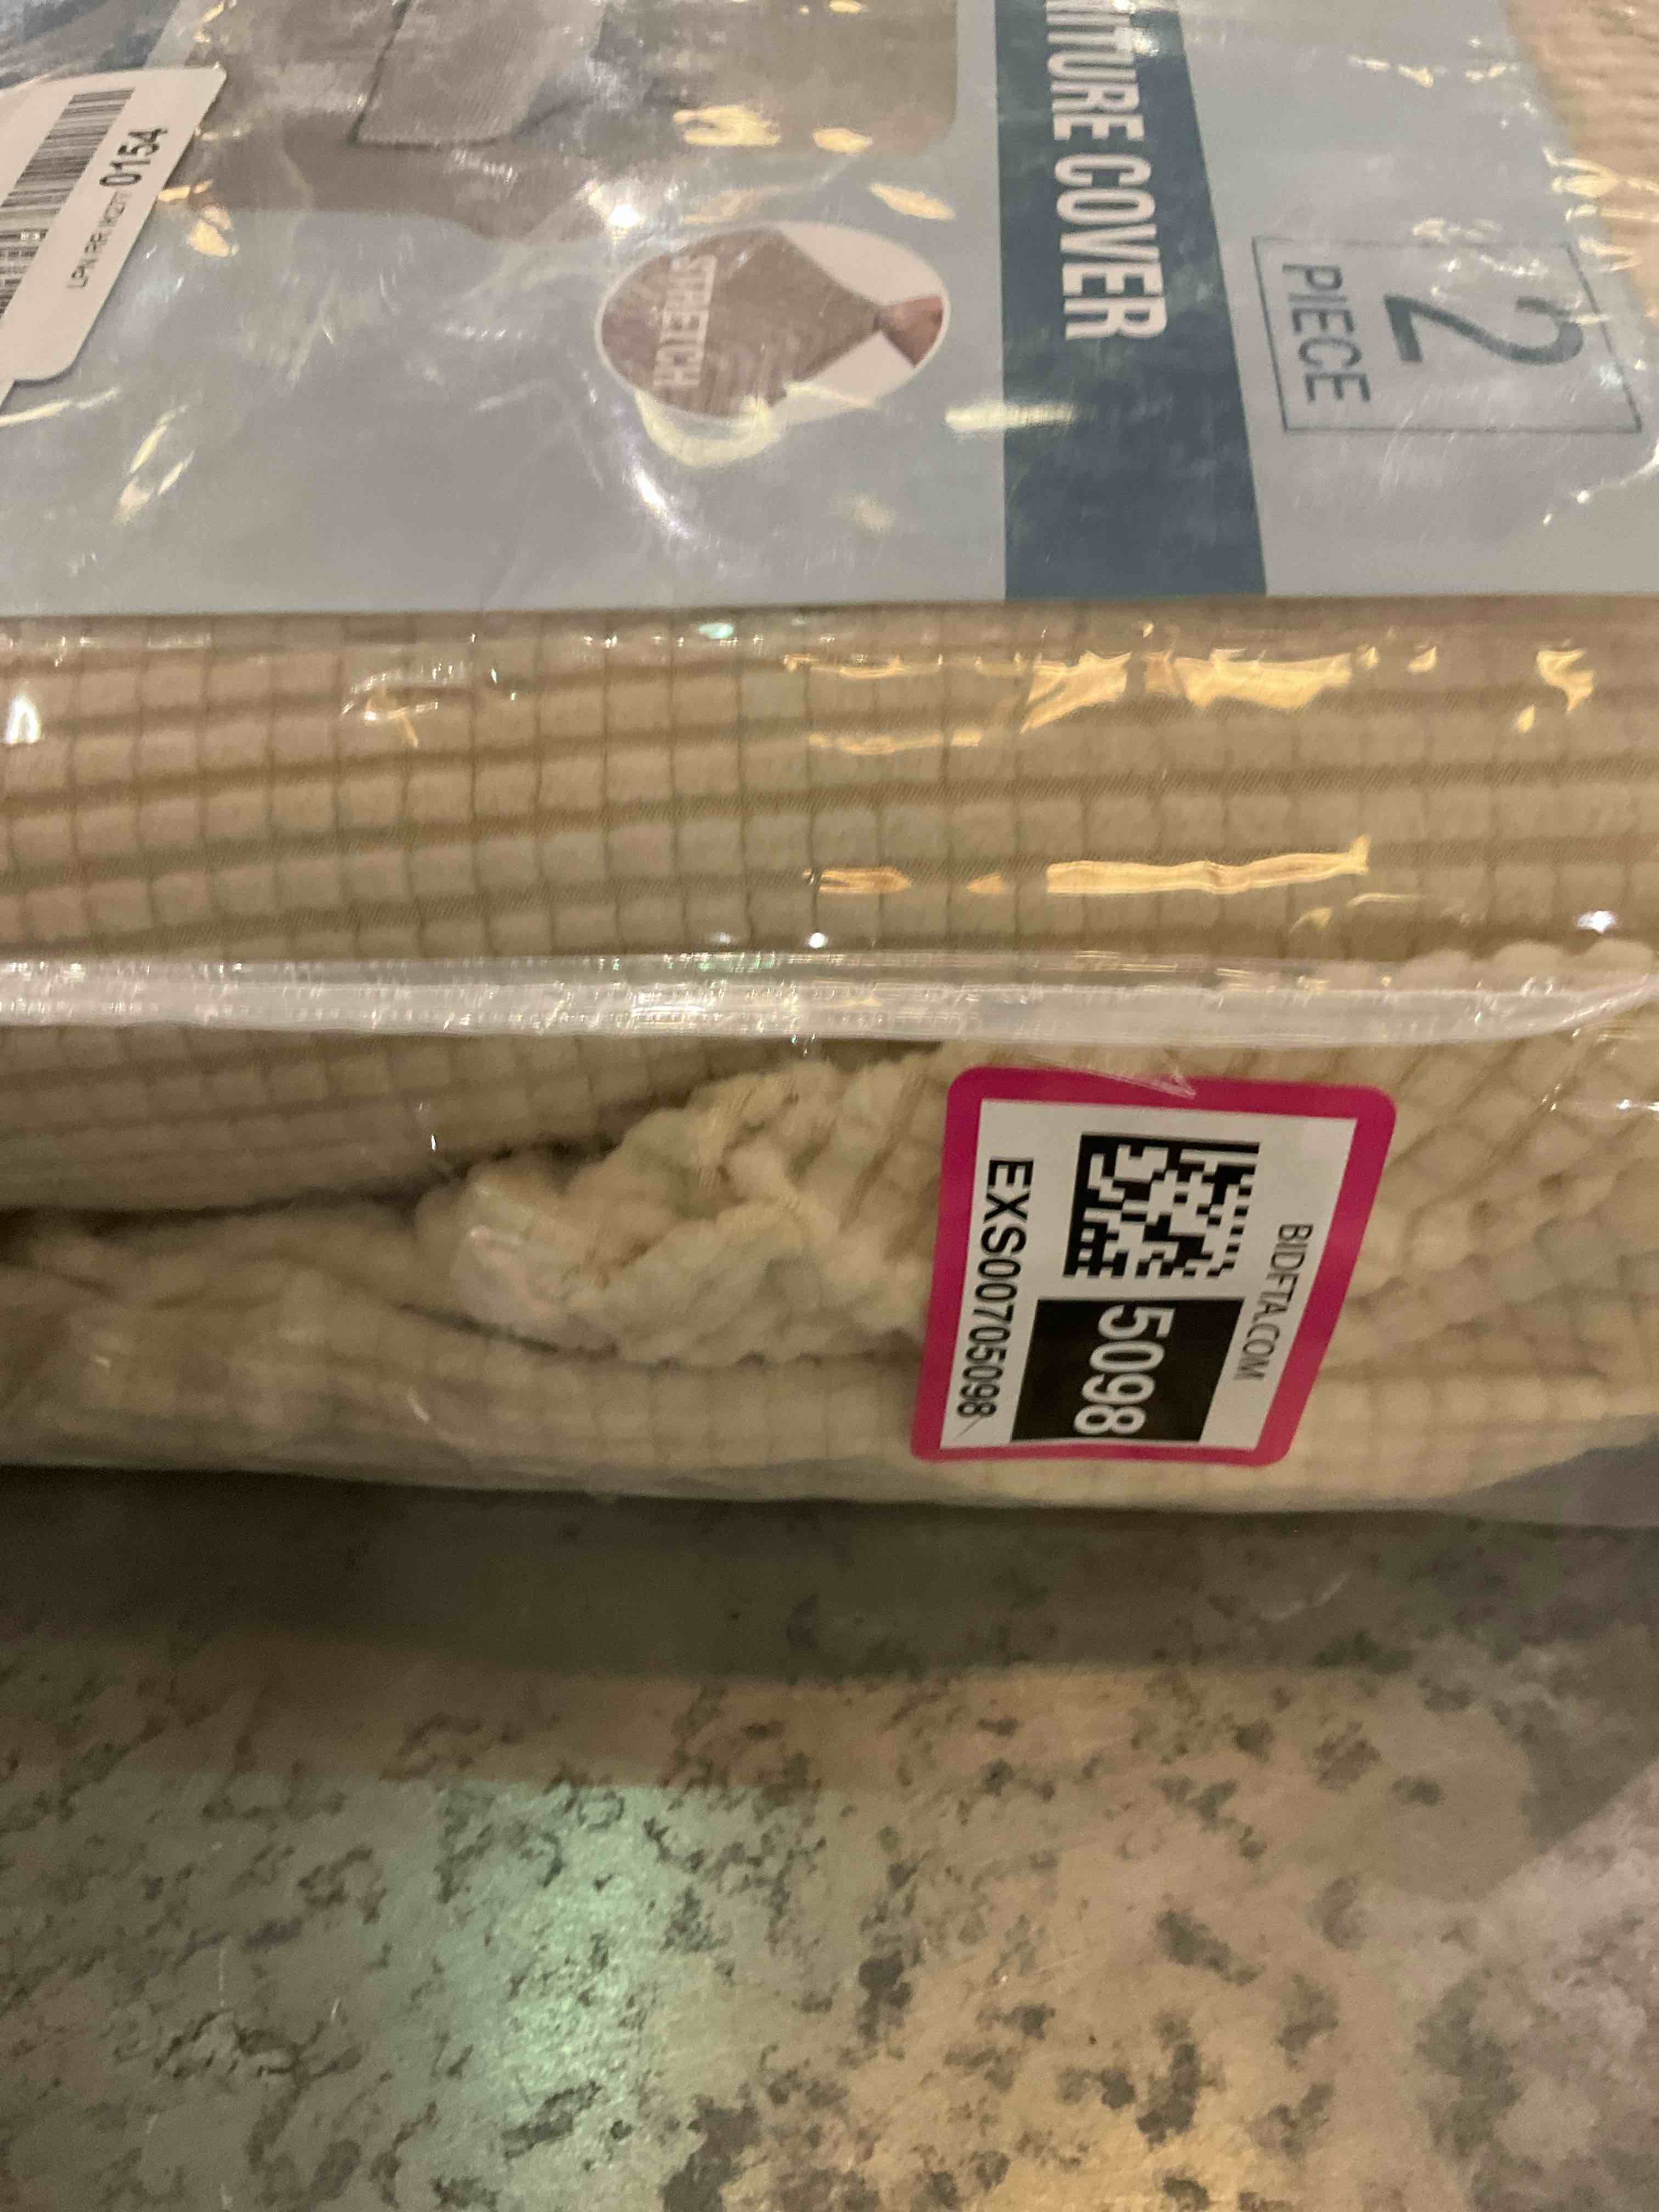 2
PIECE
NITURE COVER
STRETCH
0154
BIDFTA.COM
5098
EXS00705098